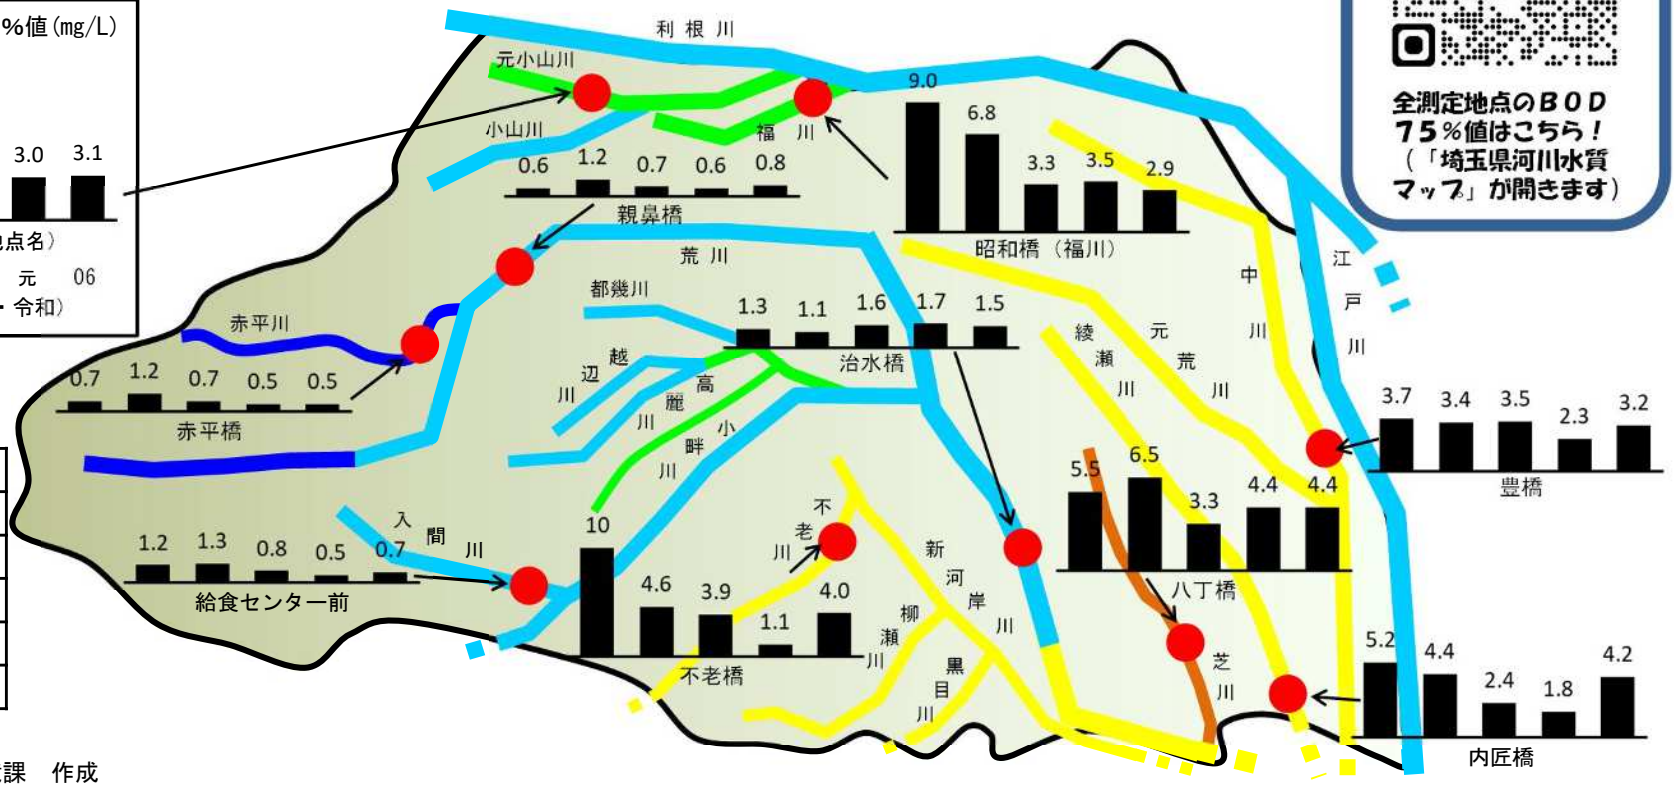 %値(mg/L)
3.0 3.1
地点名）
元 06
・令和）
課 作成
利根川
元小山川
小山川
福川
0.6 1.2 0.7 0.6 0.8
親鼻橋
9.0 6.8 3.3 3.5 2.9
昭和橋（福川）
全測定地点のＢＯＤ
７５％値はこちら！
（「埼玉県河川水質
マップ」が開きます）
荒川
都幾川
1.3 1.1 1.6 1.7 1.5
治水橋
赤平川
0.7 1.2 0.7 0.5 0.5
赤平橋
越辺川
高麗川
小畔川
綾瀬川
元荒川
中川
江戸川
3.7 3.4 3.5 2.3 3.2
豊橋
入間川
1.2 1.3 0.8 0.5 0.7
給食センター前
10 4.6 3.9 1.1 4.0
不老橋
不老川
新河岸川
柳瀬川
黒目川
5.5 6.5 3.3 4.4 4.4
八丁橋
芝川
5.2 4.4 2.4 1.8 4.2
内匠橋